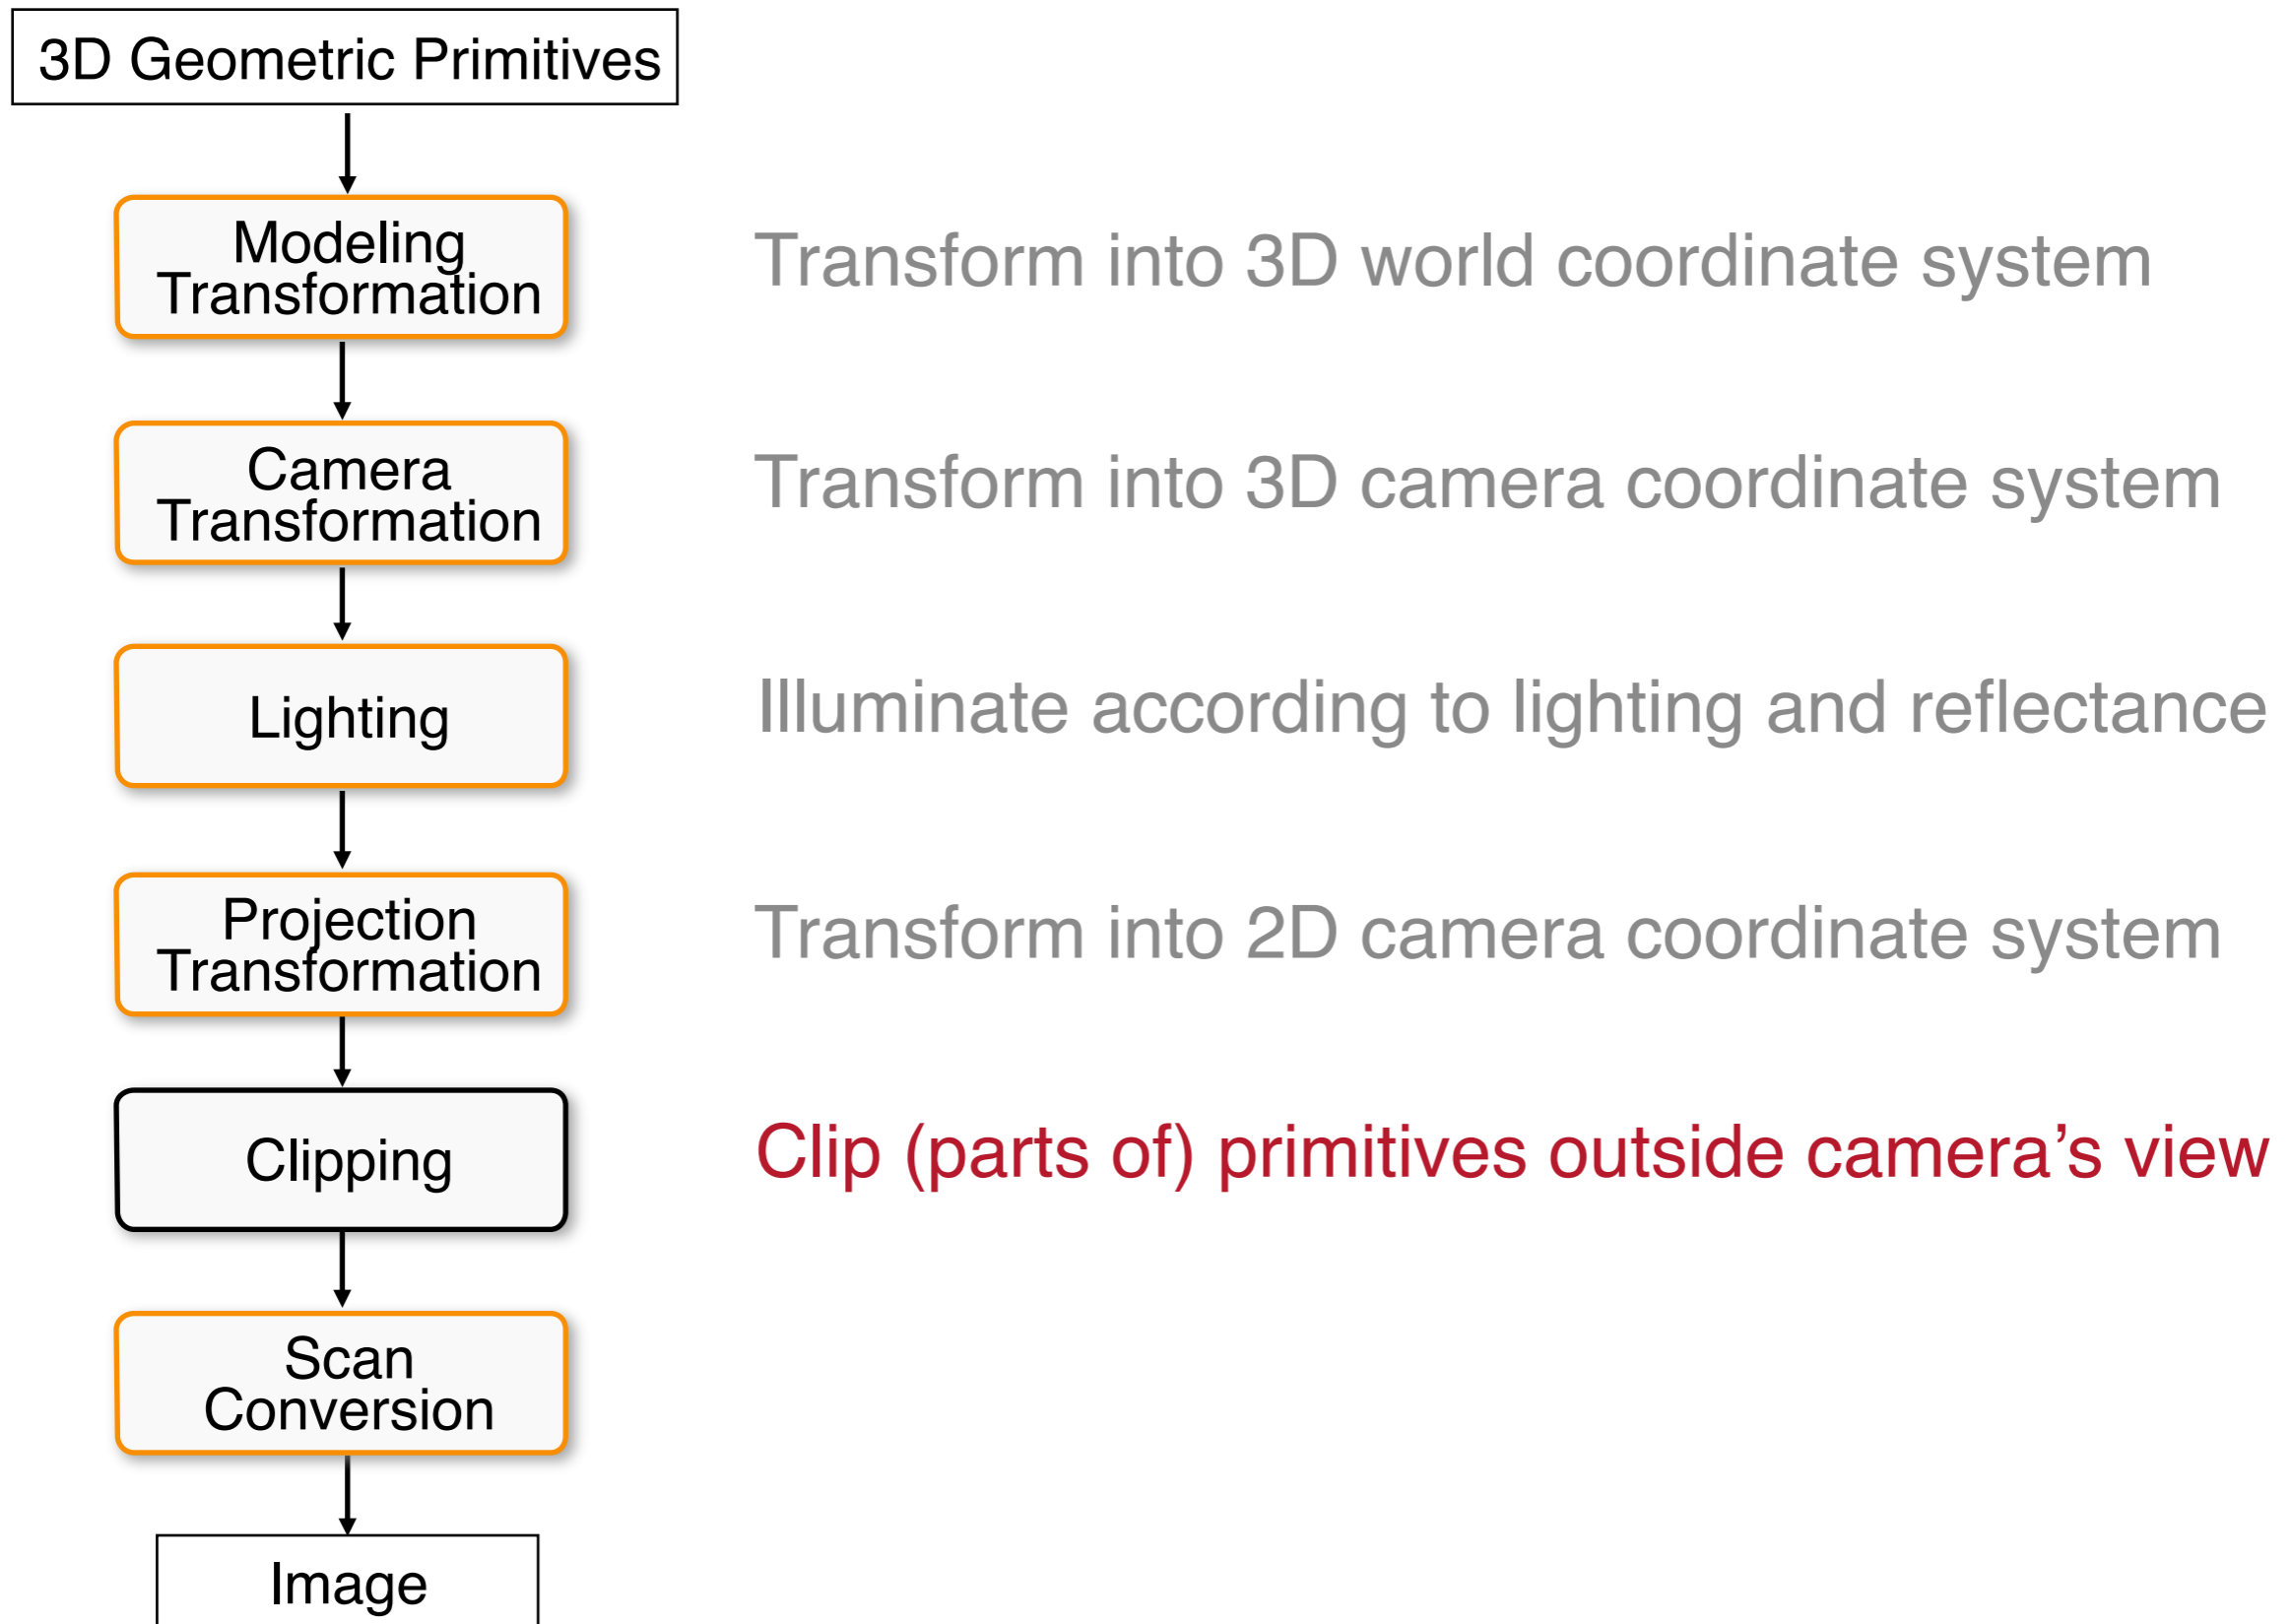 3D Geometric Primitives
Modeling
Transformation
Transform into 3D world coordinate system
Camera
Transformation
Transform into 3D camera coordinate system
Lighting
Illuminate according to lighting and reflectance
Projection
Transformation
Transform into 2D camera coordinate system
Clipping
Clip (parts of) primitives outside camera’s view
Scan
Conversion
Image